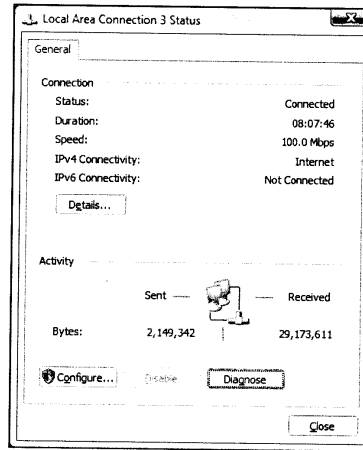 Local Area Connection 3 Status
General
Connection
Status: Connected
Duration: 08:07:46
Speed: 100.0 Mbps
IPv4 Connectivity: Internet
IPv6 Connectivity: Not Connected
Details...
Activity
Sent — Received
Bytes: 2,149,342 29,173,611
Configure... Disable Diagnose
Close